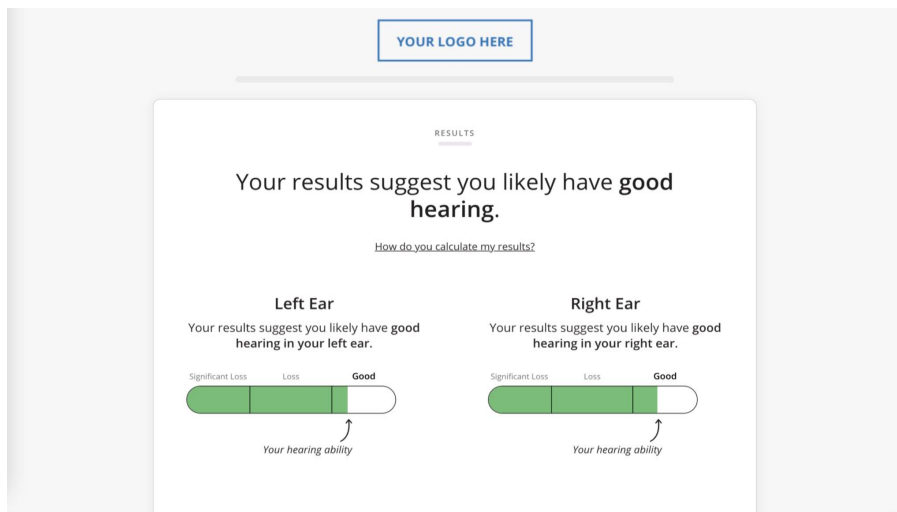 YOUR LOGO HERE
RESULTS
Your results suggest you likely have good
hearing.
How do you calculate my results?
Left Ear
Your results suggest you likely have good
hearing in your left ear.
Significant Loss Loss Good
Your hearing ability
Right Ear
Your results suggest you likely have good
hearing in your right ear.
Significant Loss Loss Good
Your hearing ability